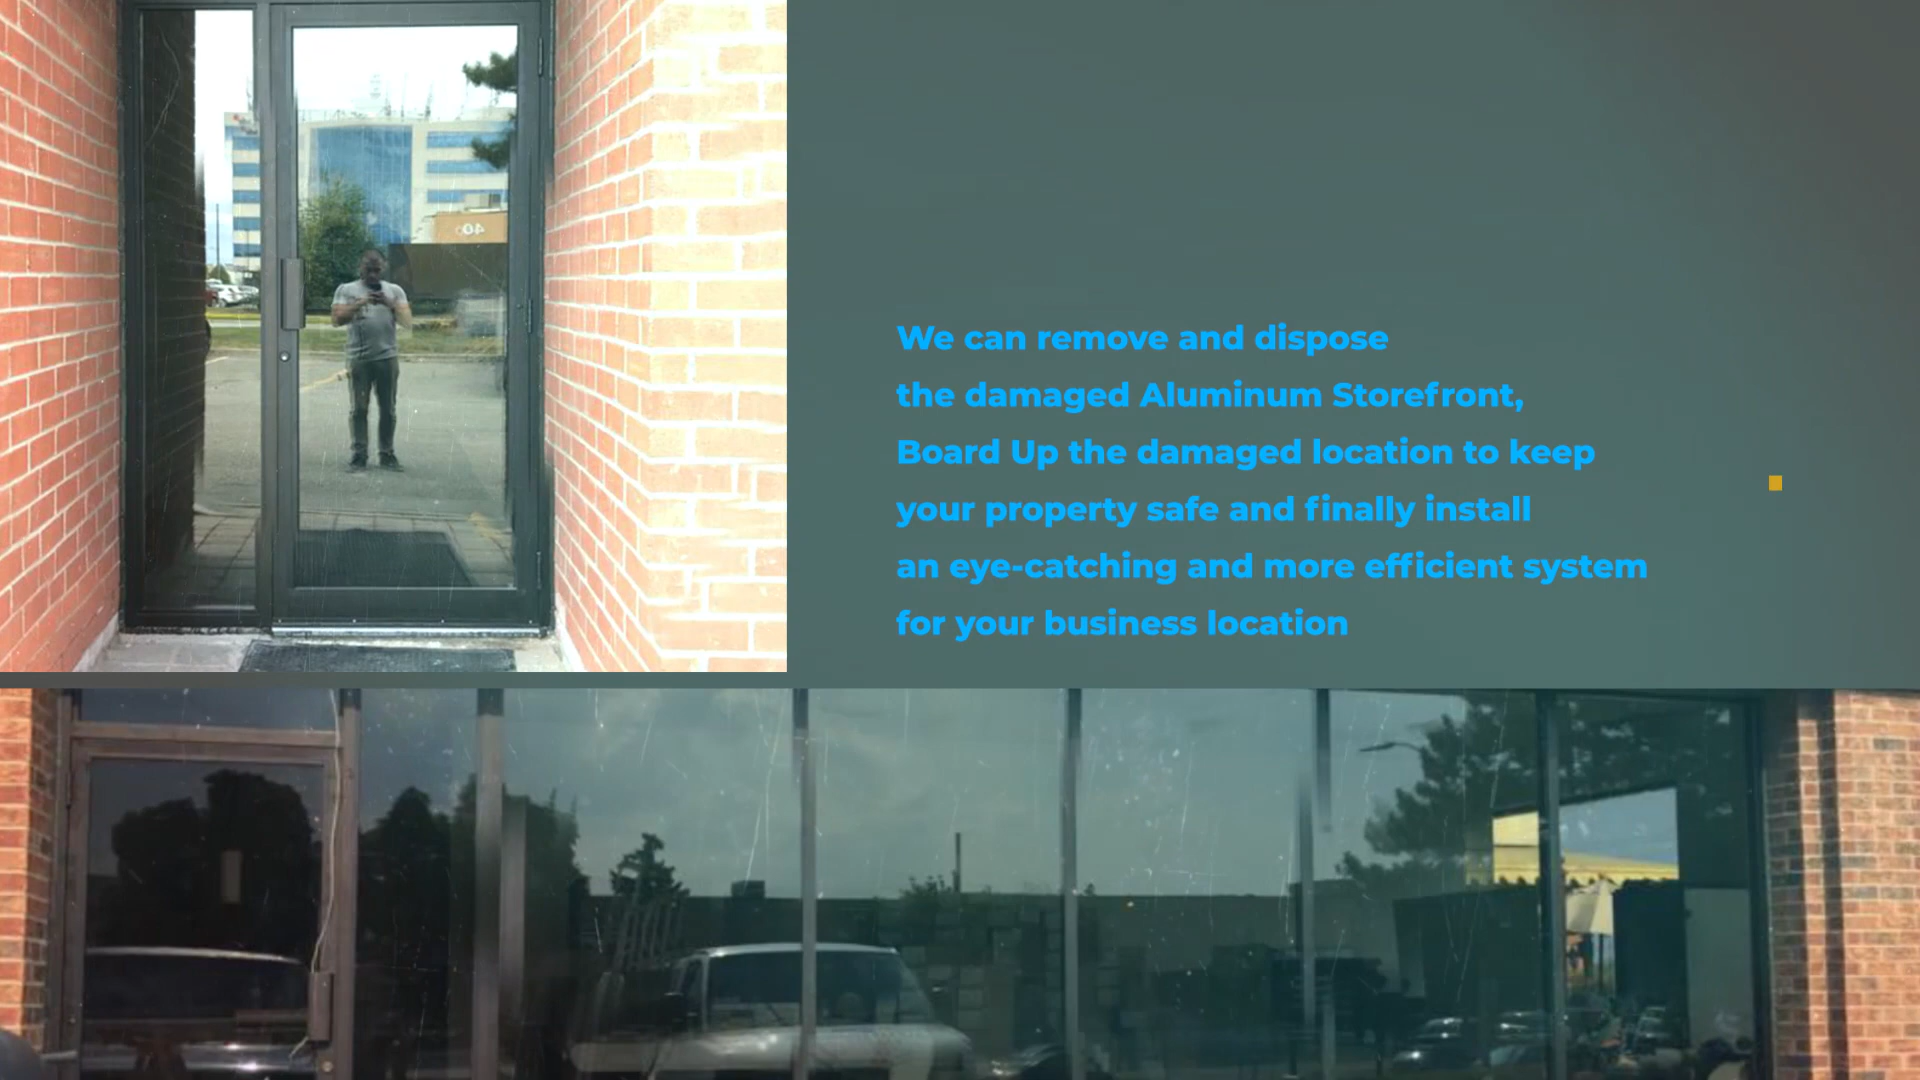 We can remove and dispose
the damaged Aluminum Storefront,
Board Up the damaged location to keep
your property safe and finally install
an eye-catching and more efficient system
for your business location